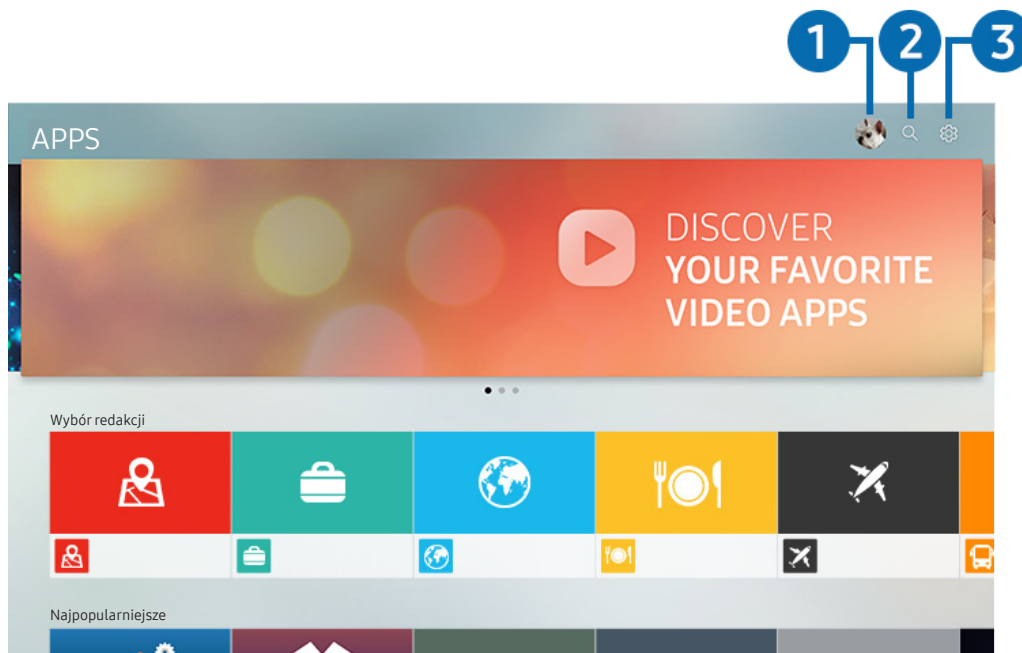 1 2 3
APPS
DISCOVER
YOUR FAVORITE
VIDEO APPS
Wybór redakcji
Najpopularniejsze